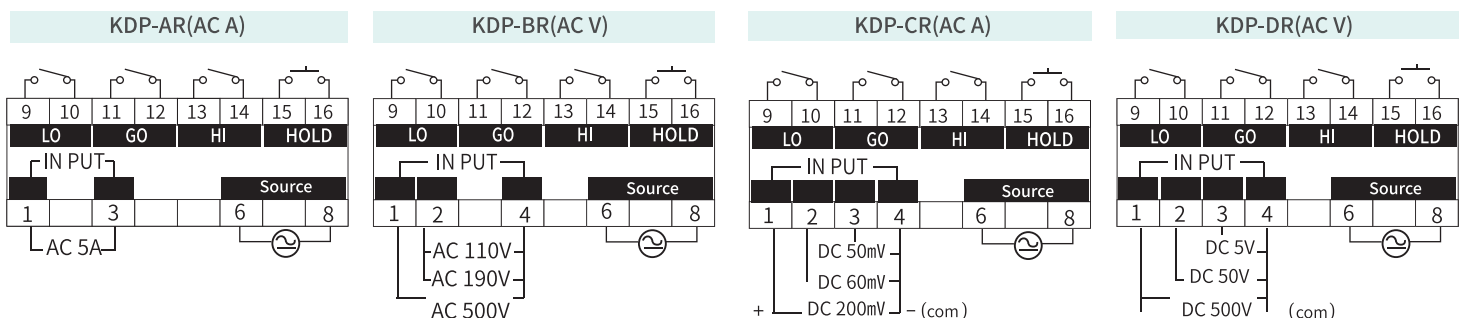 KDP-AR(AC A)
9 10 11 12 13 14 15 16
LO GO HI HOLD
IN PUT
Source
1 3 6 8
AC 5A
KDP-BR(AC V)
9 10 11 12 13 14 15 16
LO GO HI HOLD
IN PUT
Source
1 2 4 6 8
AC 110V
AC 190V
AC 500V
KDP-CR(AC A)
9 10 11 12 13 14 15 16
LO GO HI HOLD
IN PUT
Source
1 2 3 4 6 8
DC 50mV
DC 60mV
+ DC 200mV – (com)
KDP-DR(AC V)
9 10 11 12 13 14 15 16
LO GO HI HOLD
IN PUT
Source
1 2 3 4 6 8
DC 5V
DC 50V
DC 500V (com)